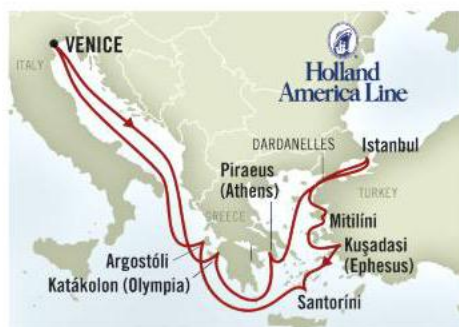 VENICE
ITALY
Holland
America Line
DARDANELLES
Istanbul
Piraeus
(Athens)
TURKEY
GREECE
Mitilíni
Kuşadasi
(Ephesus)
Argostóli
Katákolon (Olympia)
Santoríni